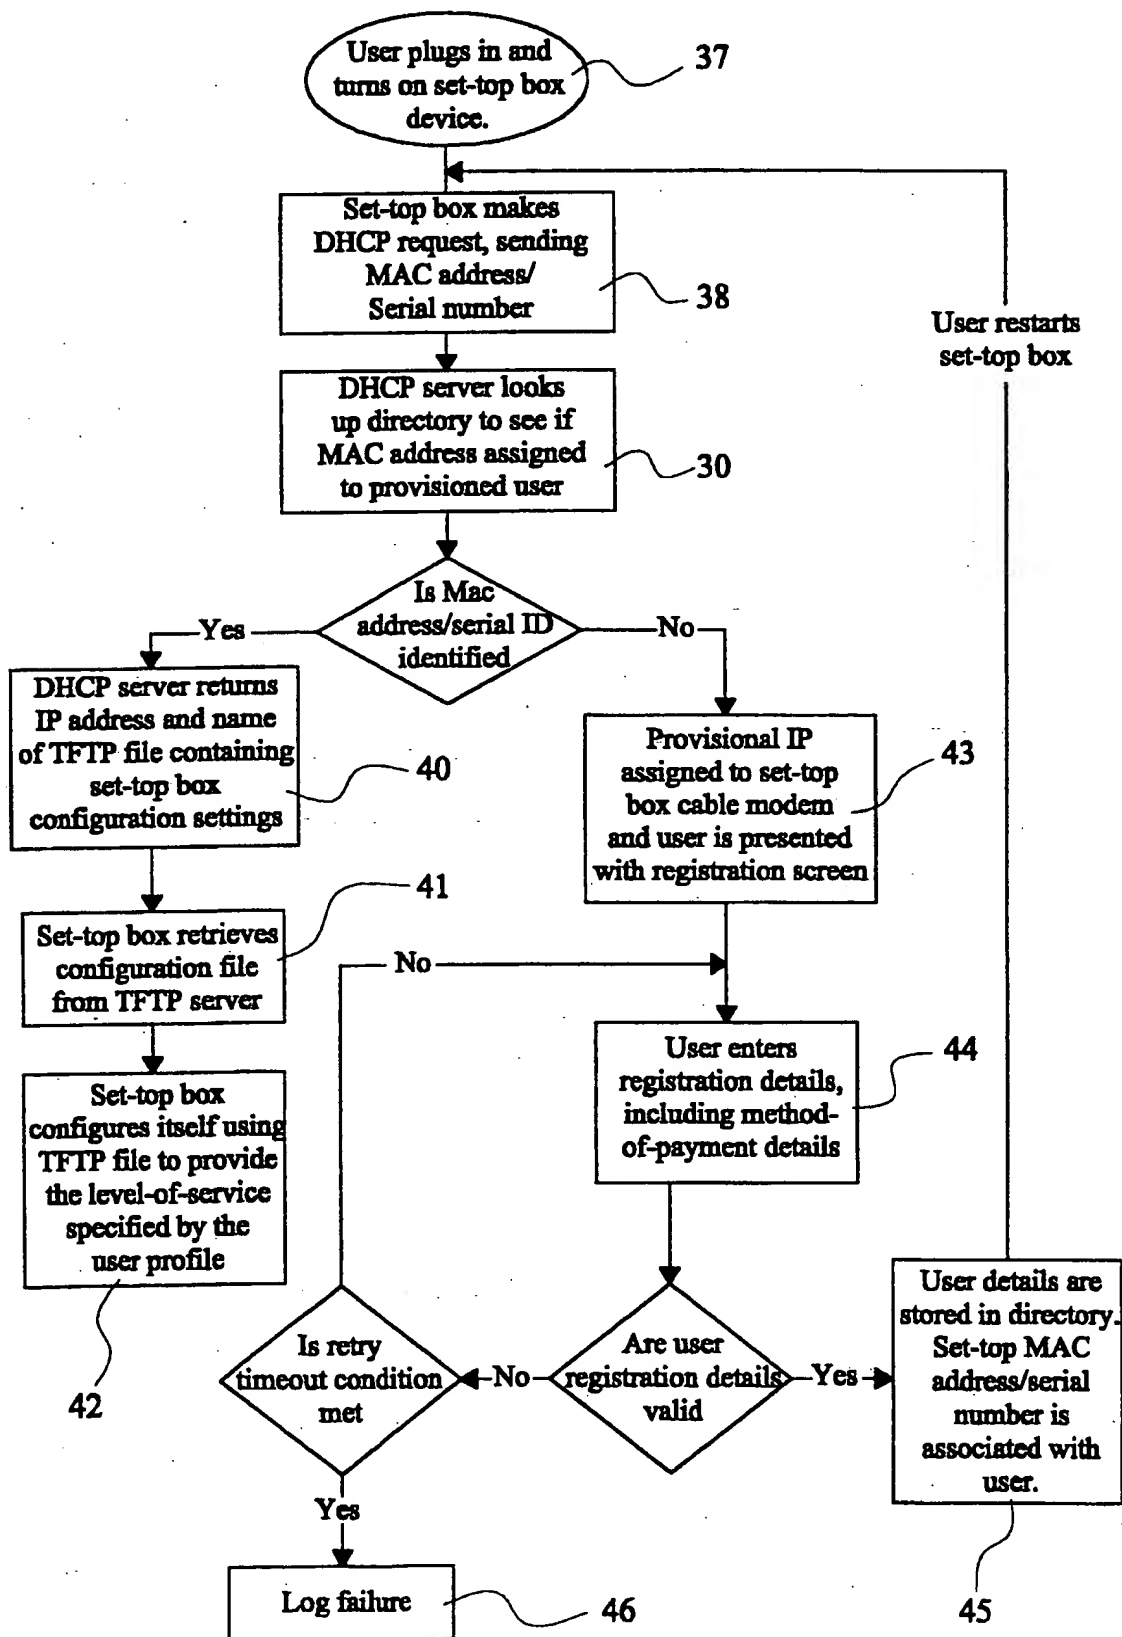 User plugs in and
turns on set-top box
device.
37
Set-top box makes
DHCP request, sending
MAC address/
Serial number
38
User restarts
set-top box
DHCP server looks
up directory to see if
MAC address assigned
to provisioned user
30
Is Mac
address/serial ID
identified
Yes
No
DHCP server returns
IP address and name
of TFTP file containing
set-top box
configuration settings
40
Provisional IP
assigned to set-top
box cable modem
and user is presented
with registration screen
43
41
Set-top box retrieves
configuration file
from TFTP server
No
User enters
registration details,
including method-
of-payment details
44
Set-top box
configures itself using
TFTP file to provide
the level-of-service
specified by the
user profile
42
Is retry
timeout condition
met
No
Are user
registration details
valid
Yes
User details are
stored in directory.
Set-top MAC
address/serial
number is
associated with
user.
45
Yes
Log failure
46